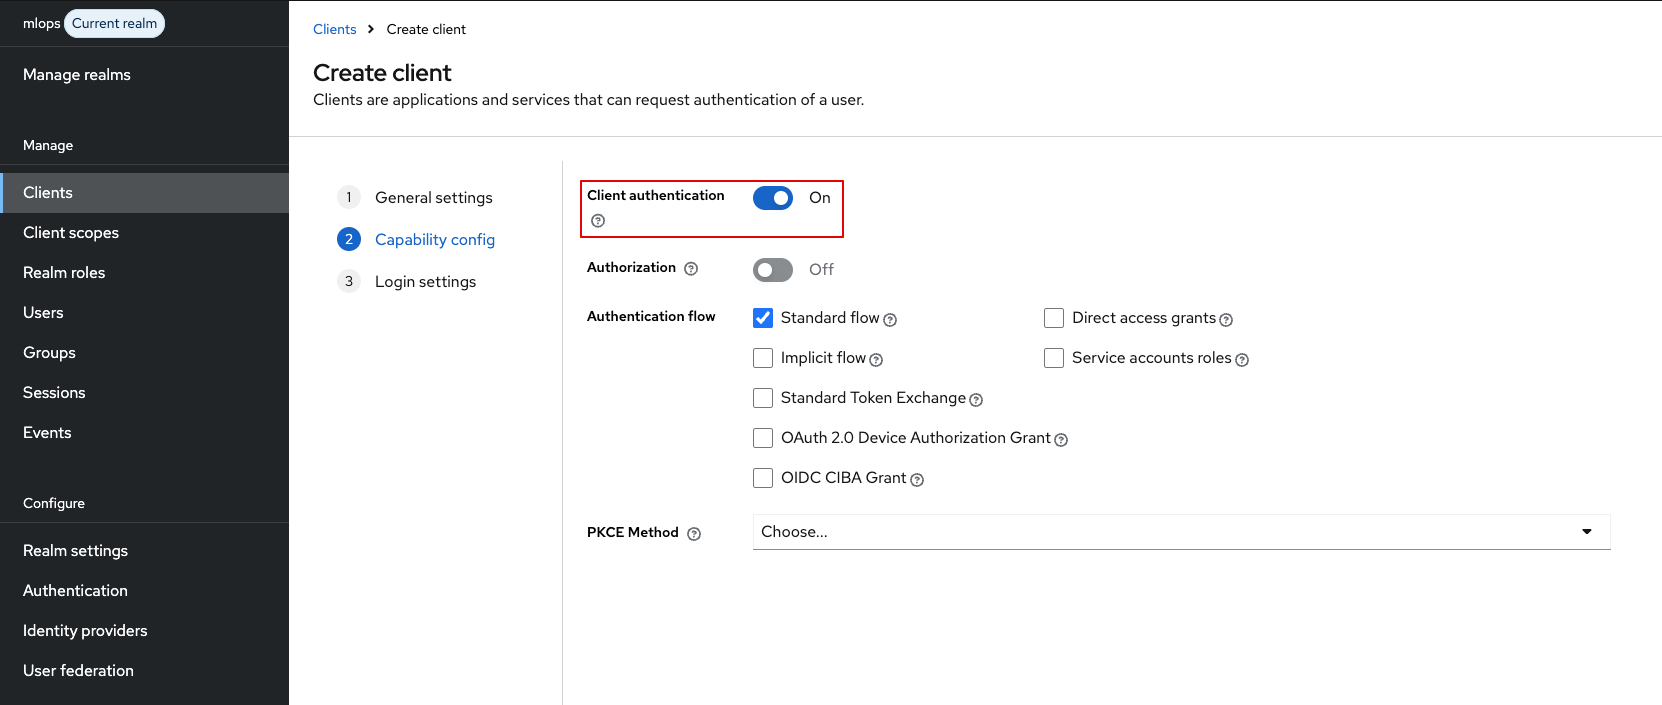 mlops Current realm
Manage realms
Manage
Clients
Client scopes
Realm roles
Users
Groups
Sessions
Events
Configure
Realm settings
Authentication
Identity providers
User federation
Clients > Create client
Create client
Clients are applications and services that can request authentication of a user.
1 General settings
2 Capability config
3 Login settings
Client authentication On
Authorization Off
Authentication flow
Standard flow
Direct access grants
Implicit flow
Service accounts roles
Standard Token Exchange
OAuth 2.0 Device Authorization Grant
OIDC CIBA Grant
PKCE Method
Choose...